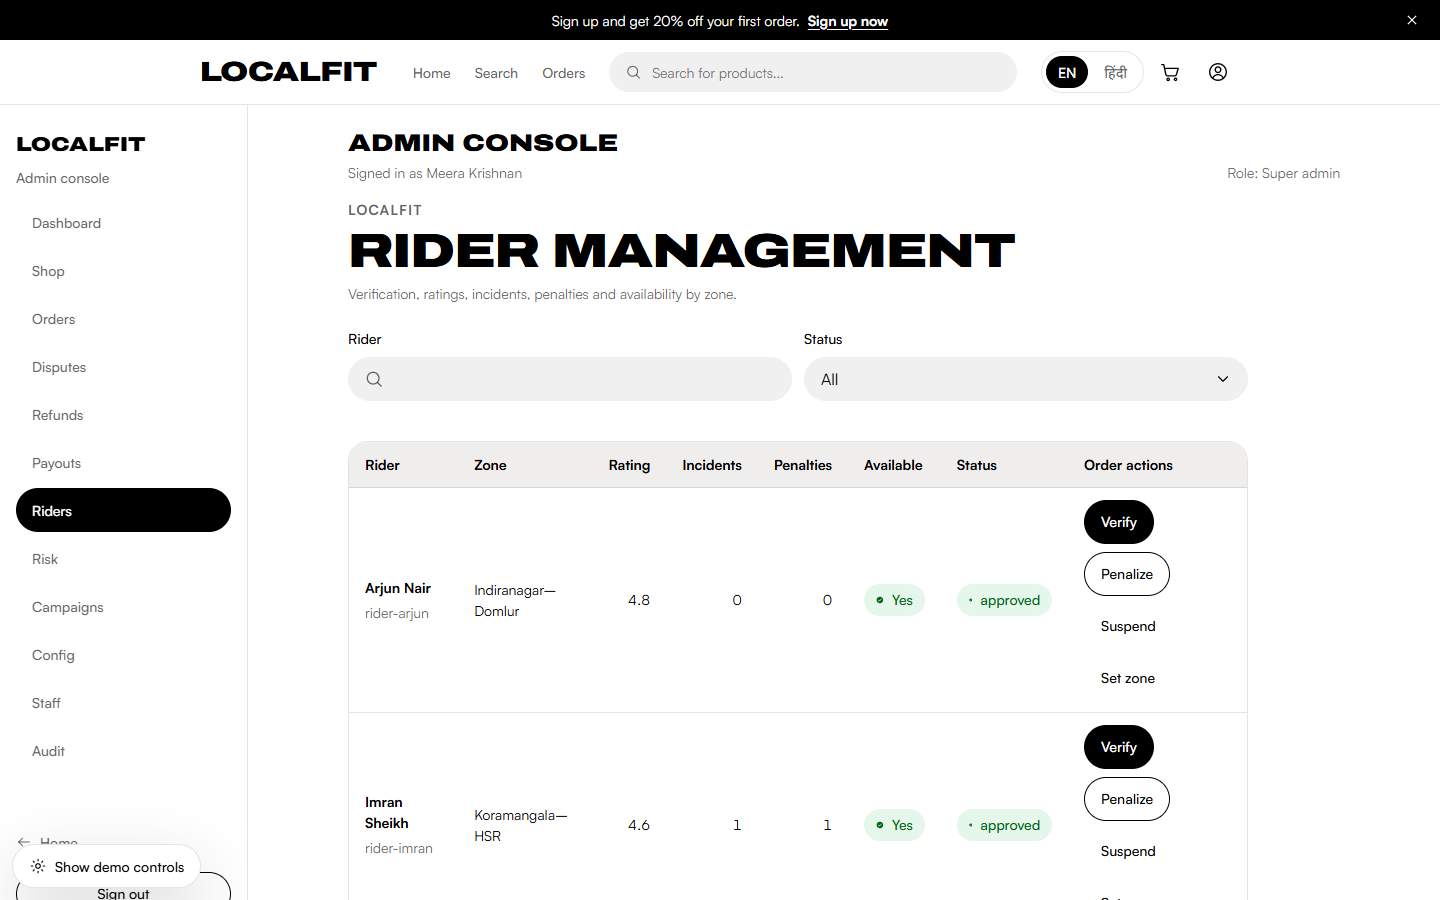 Sign up and get 20% off your first order. Sign up now
LOCALFIT
Home
Search
Orders
Search for products...
EN
हिंदी
LOCALFIT
Admin console
Dashboard
Shop
Orders
Disputes
Refunds
Payouts
Riders
Risk
Campaigns
Config
Staff
Audit
Home
Show demo controls
Sign out
ADMIN CONSOLE
Signed in as Meera Krishnan
Role: Super admin
LOCALFIT
RIDER MANAGEMENT
Verification, ratings, incidents, penalties and availability by zone.
Rider
Status
All
Rider Zone Rating Incidents Penalties Available Status Order actions
Arjun Nair
rider-arjun
Indiranagar–
Domlur
4.8
0
0
Yes
approved
Verify
Penalize
Suspend
Set zone
Imran
Sheikh
rider-imran
Koramangala–
HSR
4.6
1
1
Yes
approved
Verify
Penalize
Suspend